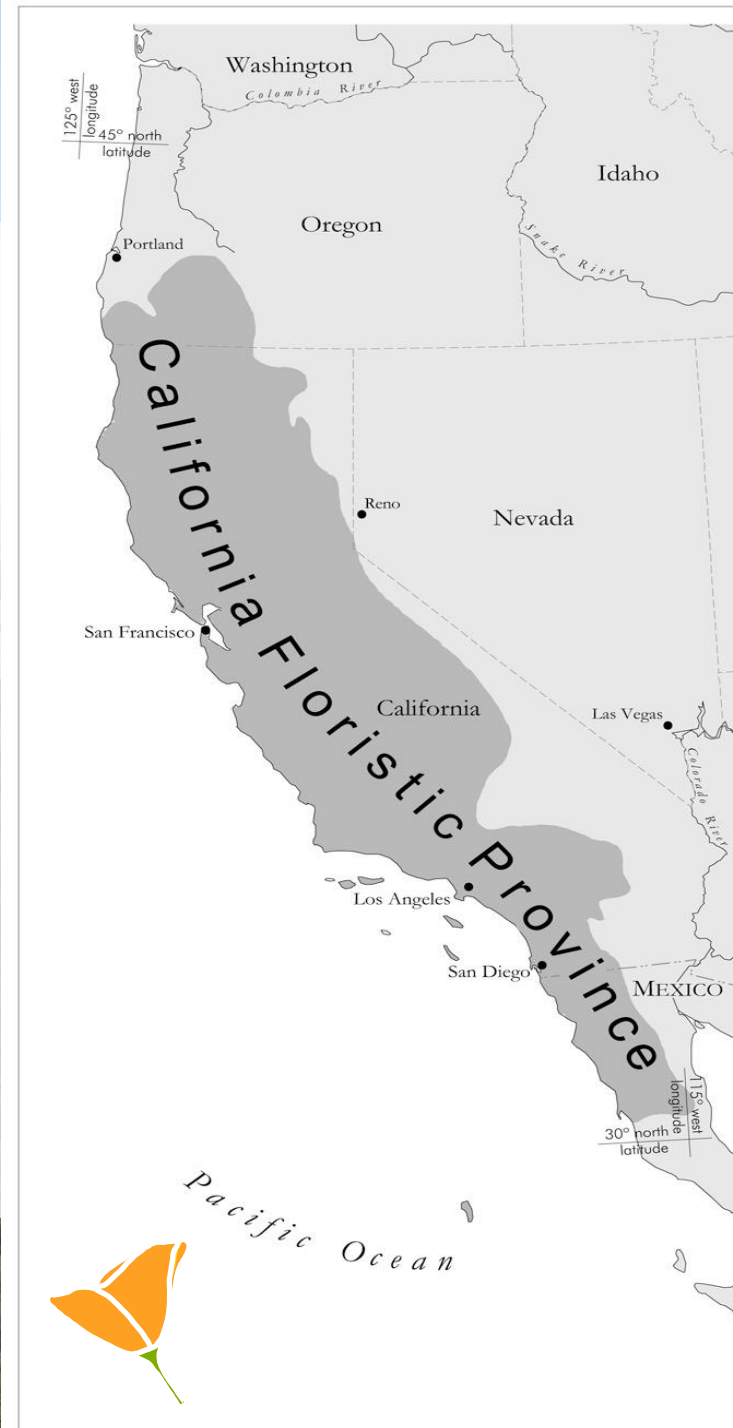 Washington
Colombia River
125° west
longitude
45° north
latitude
Idaho
Oregon
Portland
Snake River
California Floristic Province
Reno
Nevada
San Francisco
California
Las Vegas
Colorado River
Los Angeles
San Diego
MEXICO
115° west
longitude
30° north
latitude
Pacific Ocean